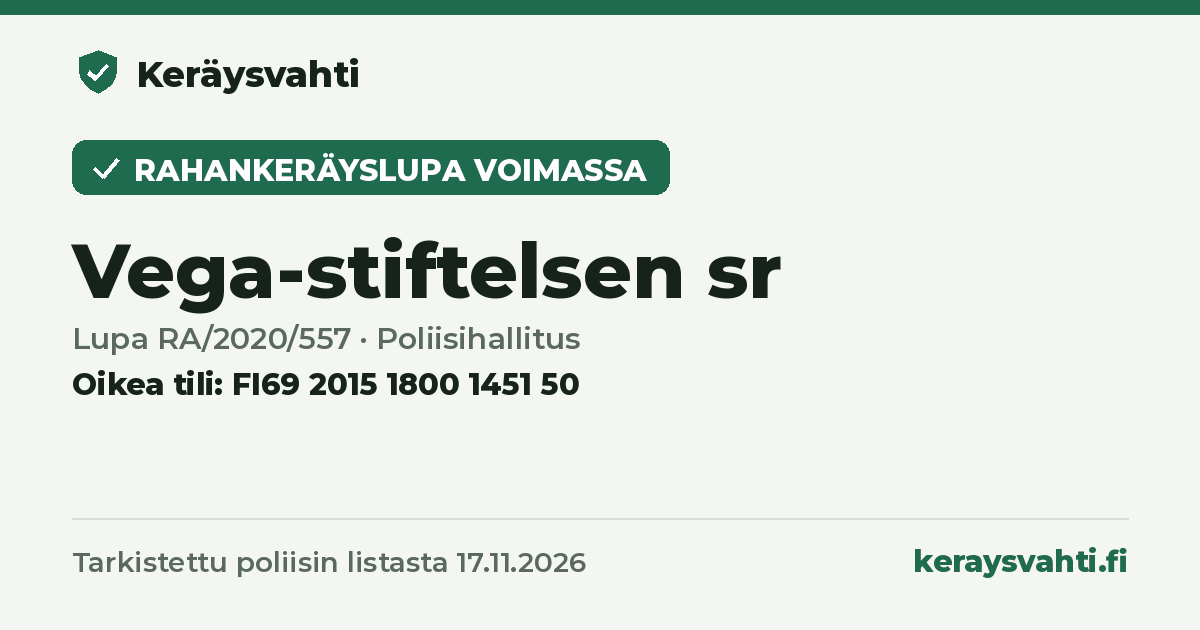 Keräysvahti
RAHANKERÄYSLUPA VOIMASSA
Vega-stiftelsen sr
Lupa RA/2020/557 · Poliisihallitus
Oikea tili: FI69 2015 1800 1451 50
Tarkistettu poliisin listasta 17.11.2026
keraysvahti.fi